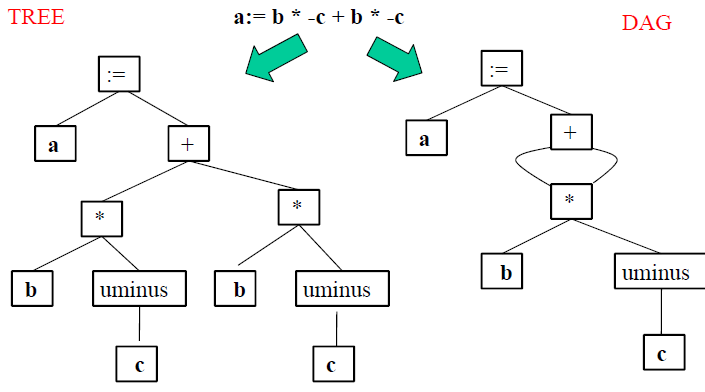 TREE
a:= b * -c + b * -c
DAG
:=
a
+
*
*
b
uminus
b
uminus
c
c
:=
a
+
*
b
uminus
c